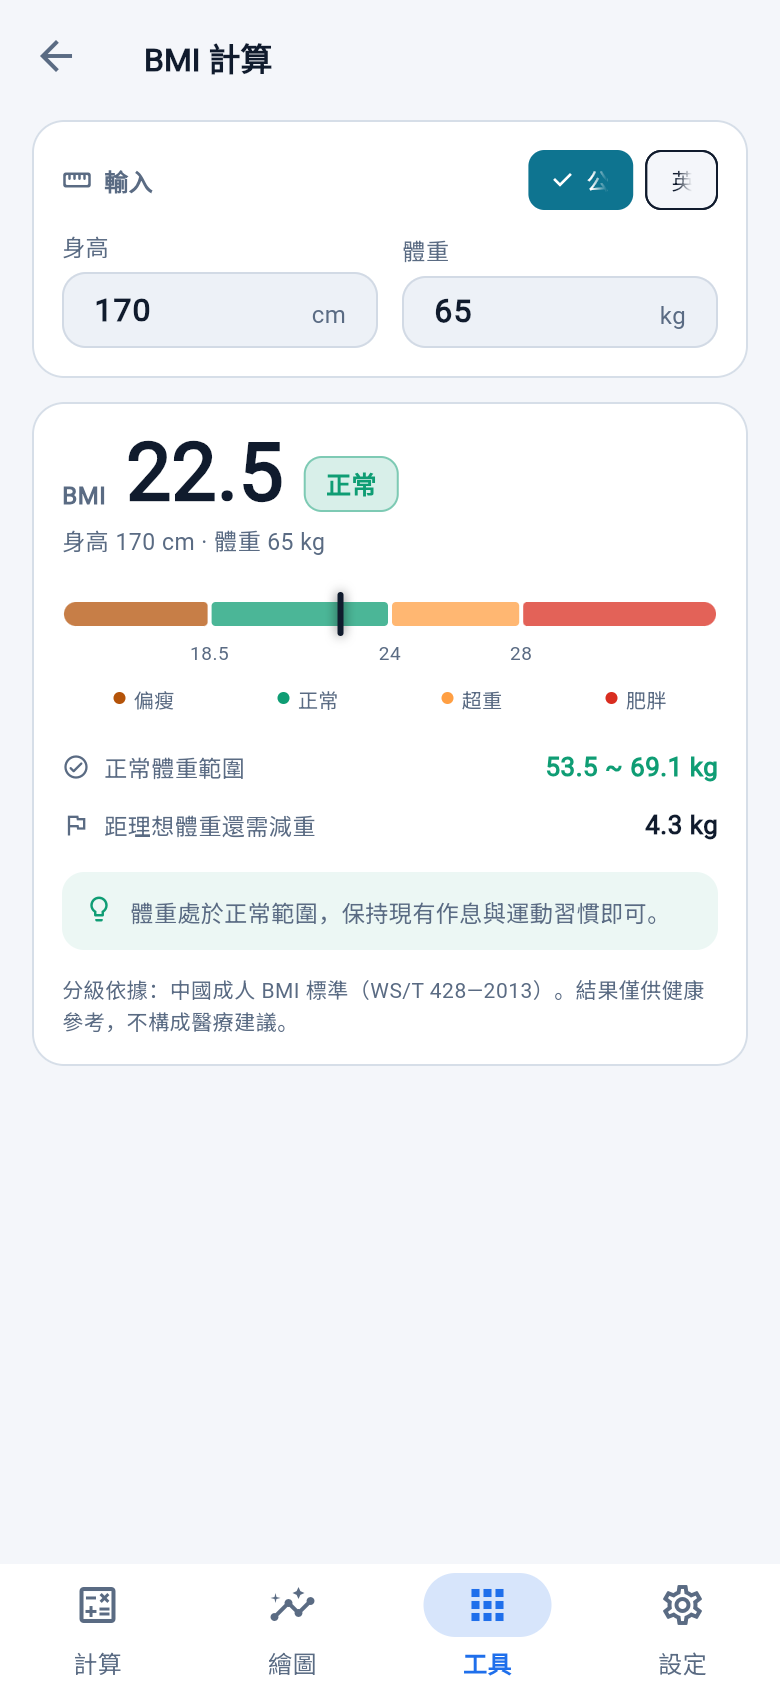 BMI 計算
輸入
公
英
身高
體重
170 cm
65 kg
BMI 22.5 正常
身高 170 cm · 體重 65 kg
18.5 24 28
偏瘦 正常 超重 肥胖
正常體重範圍 53.5 ~ 69.1 kg
距理想體重還需減重 4.3 kg
體重處於正常範圍，保持現有作息與運動習慣即可。
分級依據：中國成人 BMI 標準（WS/T 428—2013）。結果僅供健康
參考，不構成醫療建議。
計算 繪圖 工具 設定